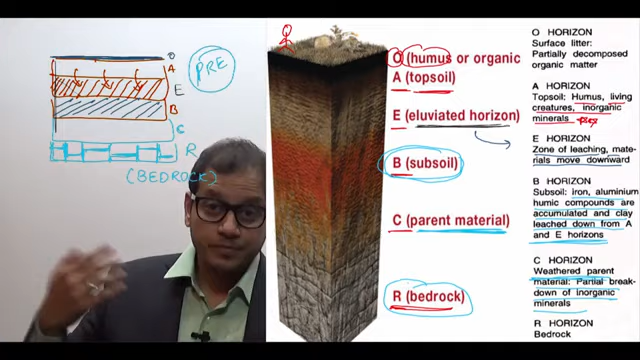 O
A
E
B
C
R
(BEDROCK)
PRE
O (humus or organic
A (topsoil)
E (eluviated horizon)
B (subsoil)
C (parent material)
R (bedrock)
O HORIZON
Surface litter:
Partially decomposed
organic matter
A HORIZON
Topsoil: Humus, living
creatures, inorganic
minerals
E HORIZON
Zone of leaching, mate-
rials move downward
B HORIZON
Subsoil: iron, aluminium
humic compounds are
accumulated and clay
leached down from A
and E horizons
C HORIZON
Weathered parent
material: Partial break-
down of inorganic
minerals
R HORIZON
Bedrock